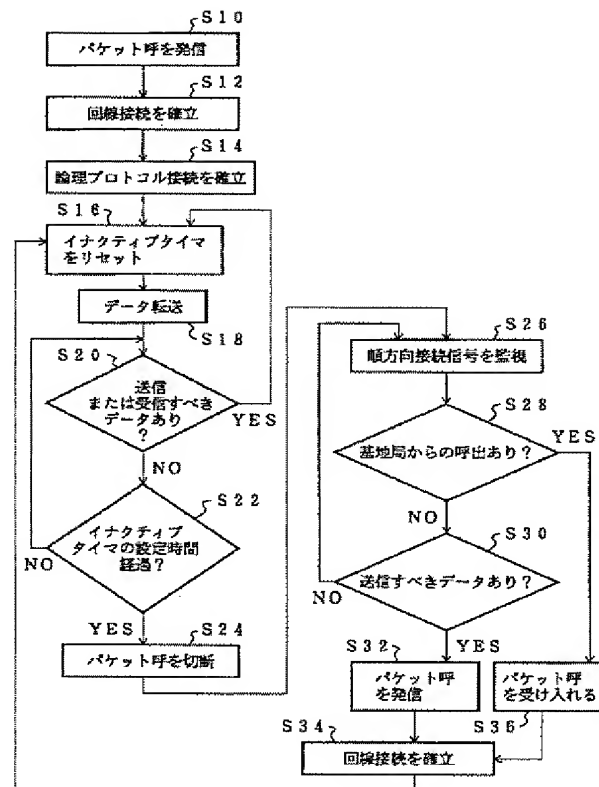 S10
パケット呼を発信
S12
回線接続を確立
S14
論理プロトコル接続を確立
S16
イナクティブタイマ
をリセット
データ転送
S18
S20
送信
または受信すべき
データあり
?
YES
NO
S22
イナクティブ
タイマの設定時間
経過?
NO
YES
S24
パケット呼を切断
S26
順方向接続信号を監視
S28
基地局からの呼出あり?
YES
NO
S30
送信すべきデータあり?
NO
YES
S32
パケット呼
を発信
パケット呼
を受け入れる
S36
S34
回線接続を確立